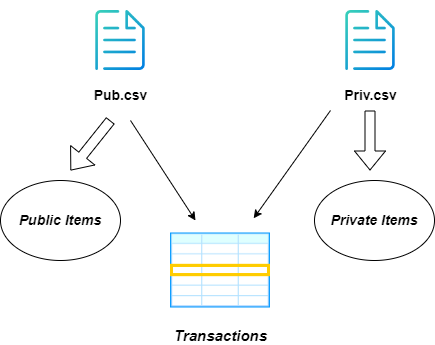 Pub.csv
Priv.csv
Public Items
Private Items
Transactions